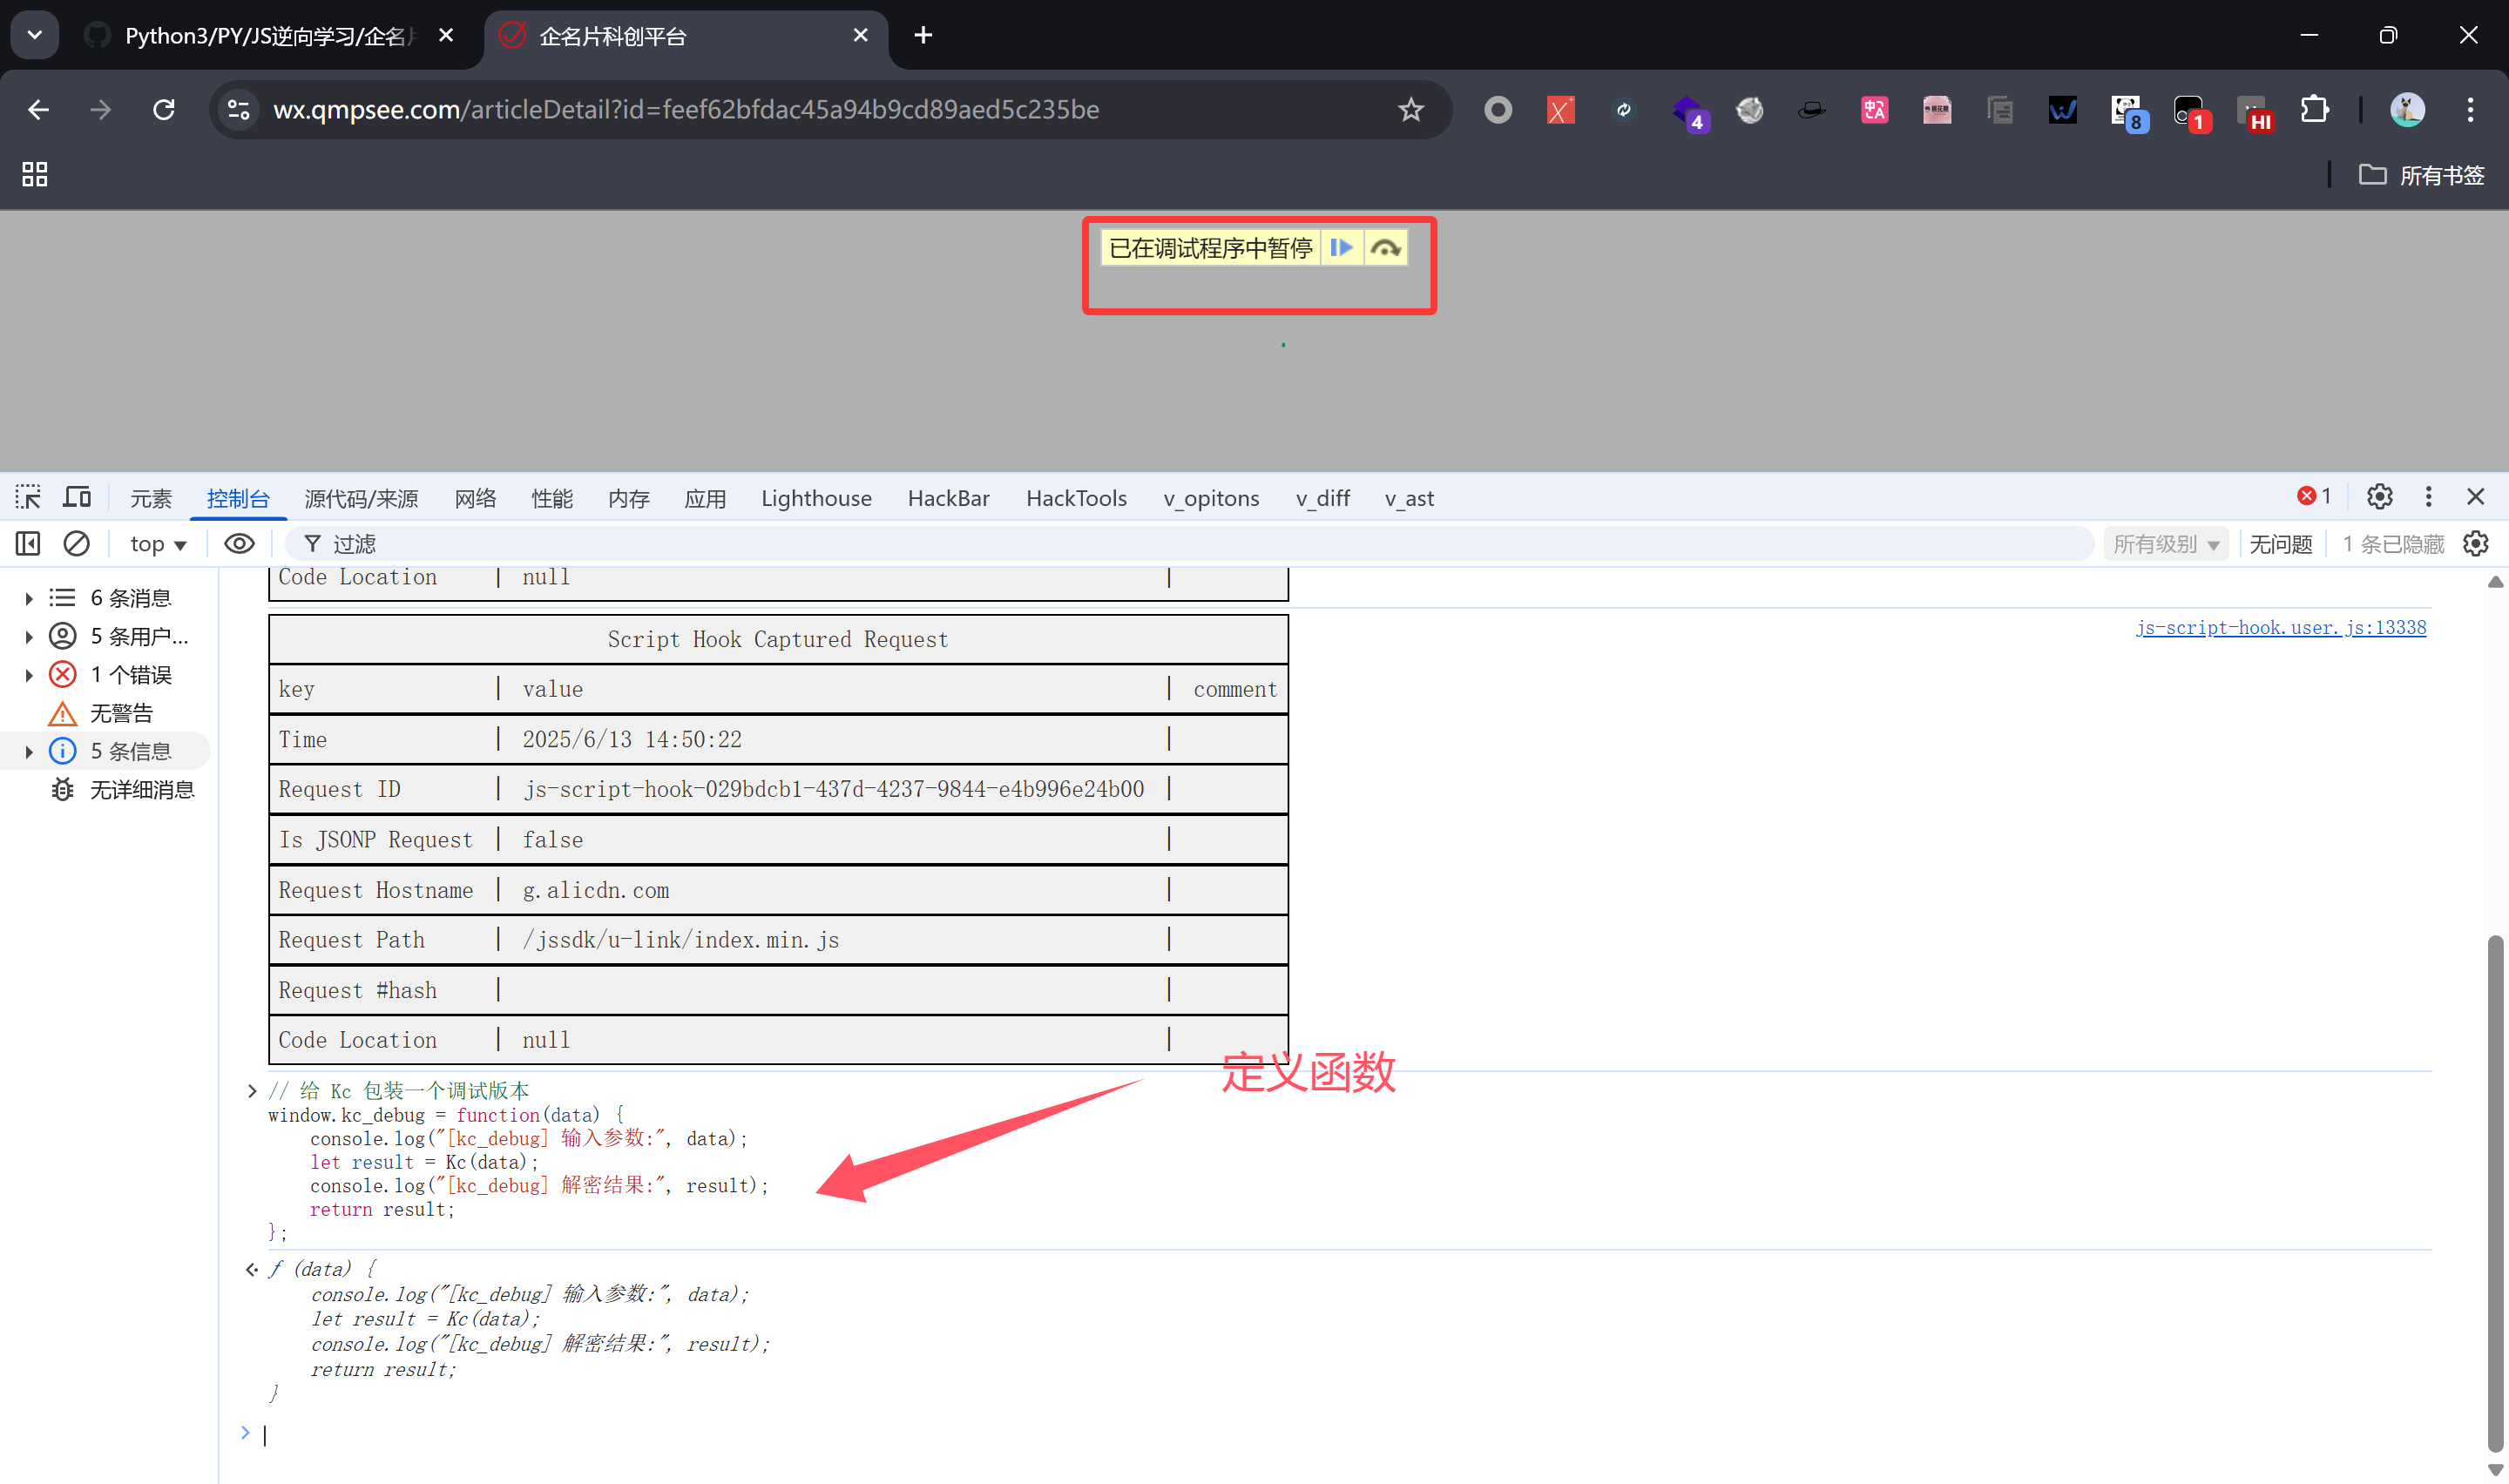 Python3/PY/JS逆向学习/企名
企名片科创平台
wx.qmpsee.com/articleDetail?id=feef62bfdac45a94b9cd89aed5c235be
中
A
4
8
1
HI
所有书签
已在调试程序中暂停
元素 控制台 源代码/来源 网络 性能 内存 应用 Lighthouse HackBar HackTools v_opitons v_diff v_ast 1
top 过滤 所有级别 无问题 1 条已隐藏
6 条消息
5 条用户...
1 个错误
无警告
5 条信息
无详细消息
Code Location | null |
js-script-hook.user.js:13338
Script Hook Captured Request
key | value | comment
Time | 2025/6/13 14:50:22 |
Request ID | js-script-hook-029bdcb1-437d-4237-9844-e4b996e24b00 |
Is JSONP Request | false |
Request Hostname | g.alicdn.com |
Request Path | /jssdk/u-link/index.min.js |
Request #hash | |
Code Location | null |
定义函数
// 给 Kc 包装一个调试版本
window.kc_debug = function(data) {
console.log("[kc_debug] 输入参数:", data);
let result = Kc(data);
console.log("[kc_debug] 解密结果:", result);
return result;
};
ƒ (data) {
console.log("[kc_debug] 输入参数:", data);
let result = Kc(data);
console.log("[kc_debug] 解密结果:", result);
return result;
}